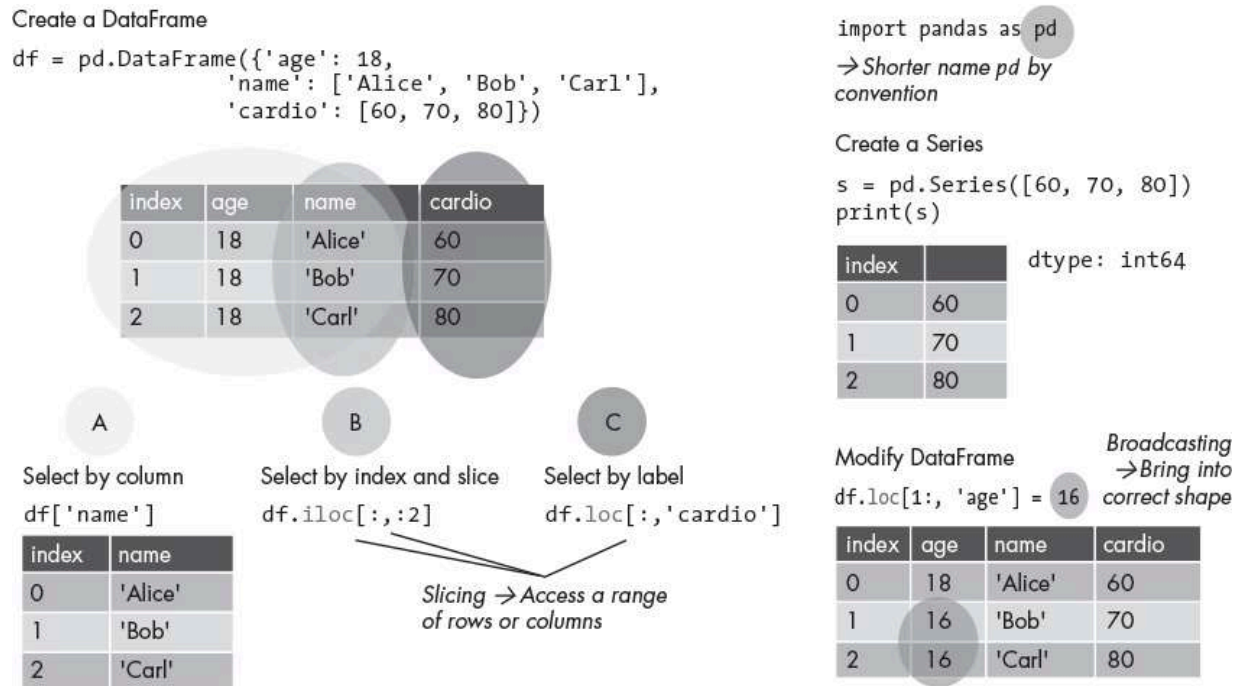 Create a DataFrame
df = pd.DataFrame({'age': 18,
'name': ['Alice', 'Bob', 'Carl'],
'cardio': [60, 70, 80]})
index age name cardio
0 18 'Alice' 60
1 18 'Bob' 70
2 18 'Carl' 80
A
Select by column
df['name']
index name
0 'Alice'
1 'Bob'
2 'Carl'
B
Select by index and slice
df.iloc[:,:2]
C
Select by label
df.loc[:,'cardio']
Slicing → Access a range
of rows or columns
import pandas as pd
→ Shorter name pd by
convention
Create a Series
s = pd.Series([60, 70, 80])
print(s)
index
0 60
1 70
2 80
dtype: int64
Modify DataFrame
df.loc[1:, 'age'] = 16
Broadcasting
→ Bring into
correct shape
index age name cardio
0 18 'Alice' 60
1 16 'Bob' 70
2 16 'Carl' 80